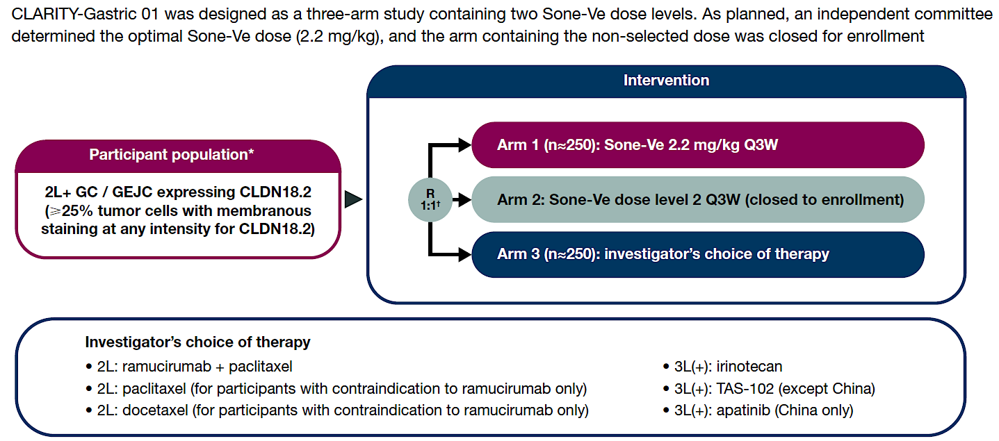 CLARITY-Gastric 01 was designed as a three-arm study containing two Sone-Ve dose levels. As planned, an independent committee
determined the optimal Sone-Ve dose (2.2 mg/kg), and the arm containing the non-selected dose was closed for enrollment
Intervention
Participant population*
2L+ GC / GEJC expressing CLDN18.2
(⩾25% tumor cells with membranous
staining at any intensity for CLDN18.2)
R
1:1†
Arm 1 (n≈250): Sone-Ve 2.2 mg/kg Q3W
Arm 2: Sone-Ve dose level 2 Q3W (closed to enrollment)
Arm 3 (n≈250): investigator’s choice of therapy
Investigator’s choice of therapy
• 2L: ramucirumab + paclitaxel
• 2L: paclitaxel (for participants with contraindication to ramucirumab only)
• 2L: docetaxel (for participants with contraindication to ramucirumab only)
• 3L(+): irinotecan
• 3L(+): TAS-102 (except China)
• 3L(+): apatinib (China only)